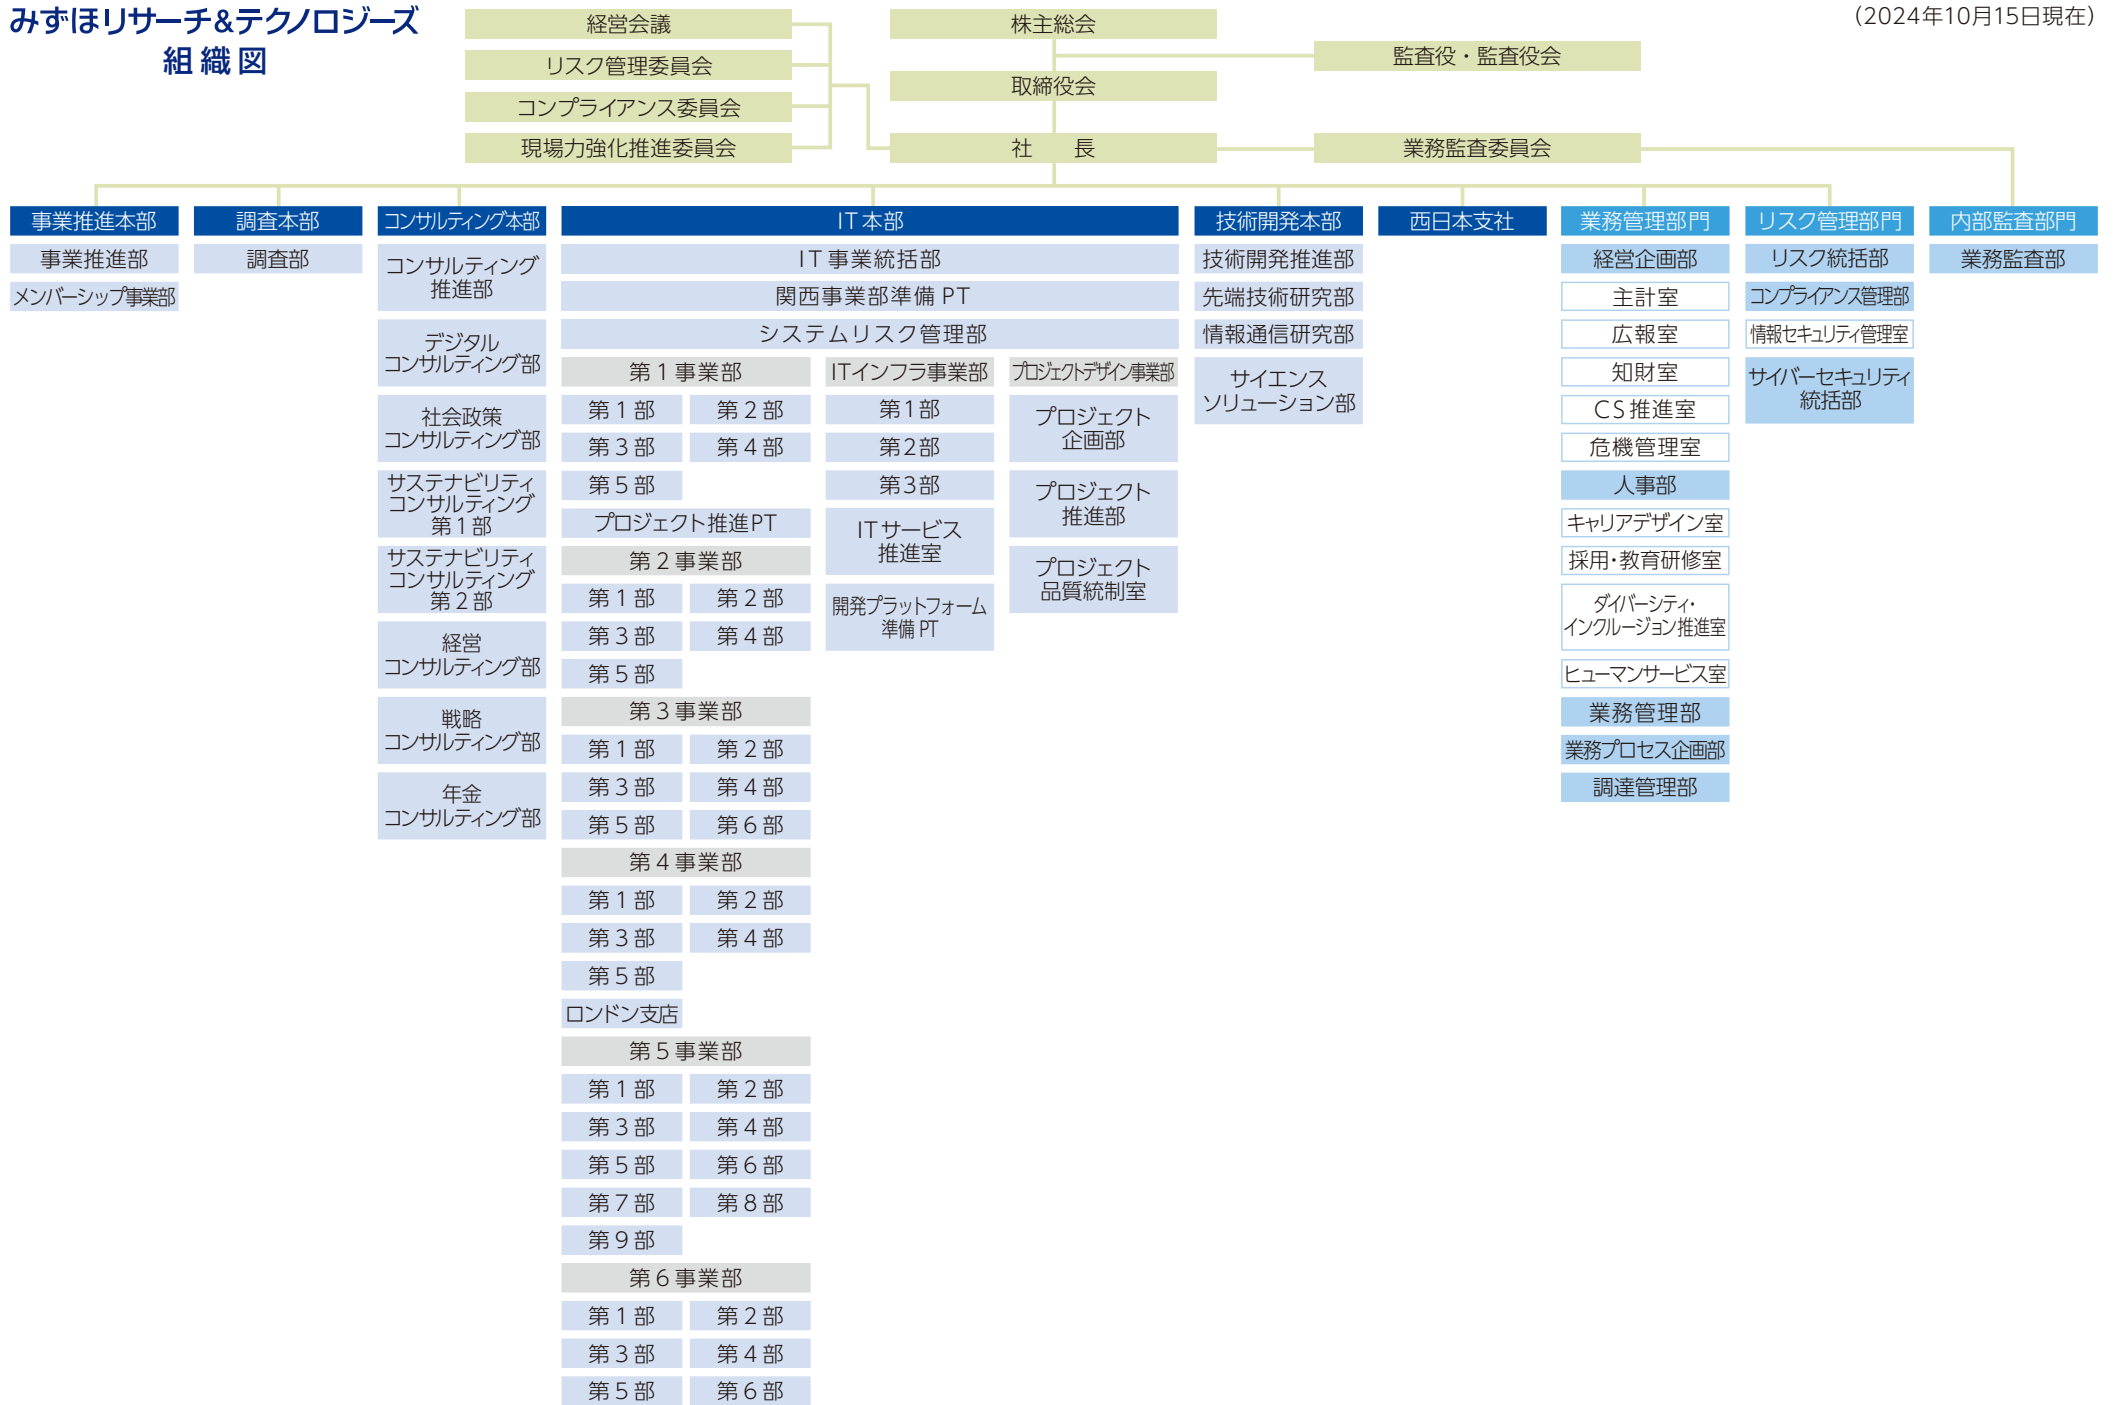 みずほリサーチ&テクノロジーズ
組織図
(2024年10月15日現在)
経営会議
リスク管理委員会
コンプライアンス委員会
現場力強化推進委員会
株主総会
監査役・監査役会
取締役会
社　長
業務監査委員会
事業推進本部
事業推進部
メンバーシップ事業部
調査本部
調査部
コンサルティング本部
コンサルティング
推進部
デジタル
コンサルティング部
社会政策
コンサルティング部
サステナビリティ
コンサルティング
第1部
サステナビリティ
コンサルティング
第2部
経営
コンサルティング部
戦略
コンサルティング部
年金
コンサルティング部
IT本部
IT事業統括部
関西事業部準備PT
システムリスク管理部
第1事業部
第1部
第2部
第3部
第4部
第5部
プロジェクト推進PT
第2事業部
第1部
第2部
第3部
第4部
第5部
第3事業部
第1部
第2部
第3部
第4部
第5部
第6部
第4事業部
第1部
第2部
第3部
第4部
第5部
ロンドン支店
第5事業部
第1部
第2部
第3部
第4部
第5部
第6部
第7部
第8部
第9部
第6事業部
第1部
第2部
第3部
第4部
第5部
第6部
ITインフラ事業部
第1部
第2部
第3部
ITサービス
推進室
開発プラットフォーム
準備PT
プロジェクトデザイン事業部
プロジェクト
企画部
プロジェクト
推進部
プロジェクト
品質統制室
技術開発本部
技術開発推進部
先端技術研究部
情報通信研究部
サイエンス
ソリューション部
西日本支社
業務管理部門
経営企画部
主計室
広報室
知財室
CS推進室
危機管理室
人事部
キャリアデザイン室
採用・教育研修室
ダイバーシティ・
インクルージョン推進室
ヒューマンサービス室
業務管理部
業務プロセス企画部
調達管理部
リスク管理部門
リスク統括部
コンプライアンス管理部
情報セキュリティ管理室
サイバーセキュリティ
統括部
内部監査部門
業務監査部